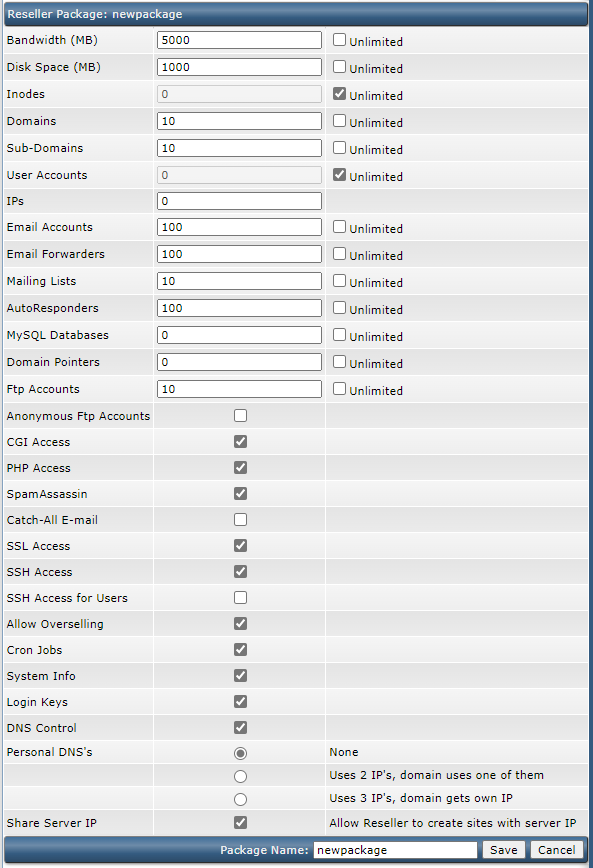 Reseller Package: newpackage
Bandwidth (MB) 5000 Unlimited
Disk Space (MB) 1000 Unlimited
Inodes 0 Unlimited
Domains 10 Unlimited
Sub-Domains 10 Unlimited
User Accounts 0 Unlimited
IPs 0
Email Accounts 100 Unlimited
Email Forwarders 100 Unlimited
Mailing Lists 10 Unlimited
AutoResponders 100 Unlimited
MySQL Databases 0 Unlimited
Domain Pointers 0 Unlimited
Ftp Accounts 10 Unlimited
Anonymous Ftp Accounts
CGI Access
PHP Access
SpamAssassin
Catch-All E-mail
SSL Access
SSH Access
SSH Access for Users
Allow Overselling
Cron Jobs
System Info
Login Keys
DNS Control
Personal DNS's None
Uses 2 IP's, domain uses one of them
Uses 3 IP's, domain gets own IP
Share Server IP Allow Reseller to create sites with server IP
Package Name: newpackage Save Cancel